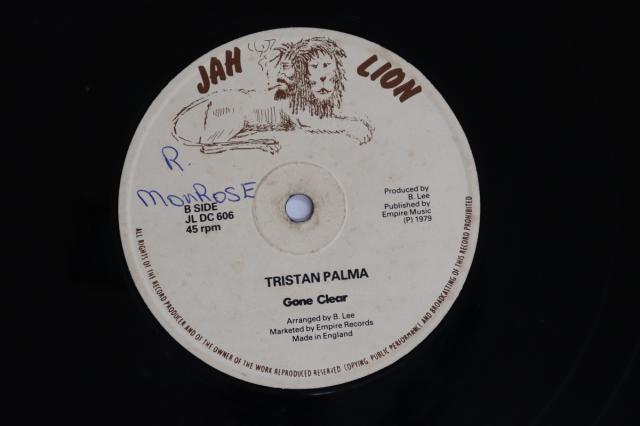 JAH LION
R.
MonROSE
B SIDE
JL DC 606
45 rpm
Produced by
B. Lee
Published by
Empire Music
(P) 1979
TRISTAN PALMA
Gone Clear
Arranged by B. Lee
Marketed by Empire Records
Made in England
ALL RIGHTS OF THE RECORD PRODUCER AND OF THE OWNER OF THE WORK REPRODUCED RESERVED. COPYING, PUBLIC PERFORMANCE AND BROADCASTING OF THIS RECORD PROHIBITED